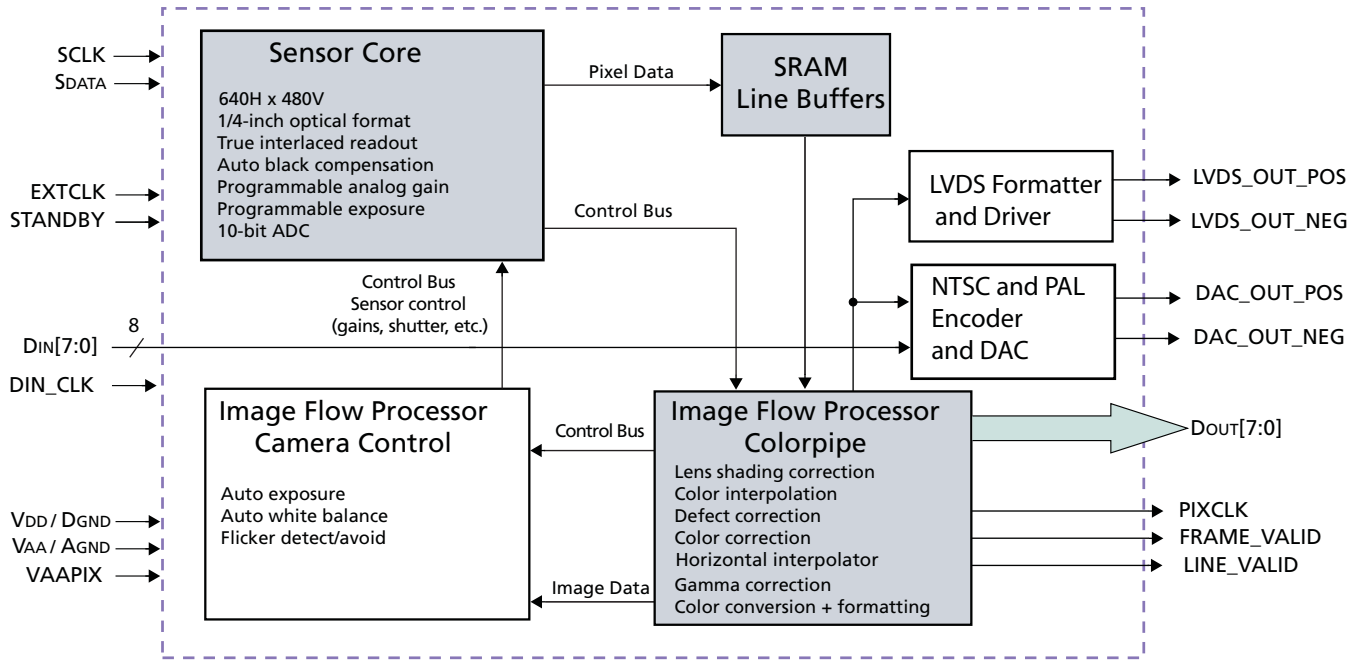 SCLK
SDATA
EXTCLK
STANDBY
8
DIN[7:0]
DIN_CLK
VDD / DGND
VAA / AGND
VAAPIX
Sensor Core
640H x 480V
1/4-inch optical format
True interlaced readout
Auto black compensation
Programmable analog gain
Programmable exposure
10-bit ADC
Pixel Data
SRAM
Line Buffers
Control Bus
Control Bus
Sensor control
(gains, shutter, etc.)
LVDS Formatter
and Driver
LVDS_OUT_POS
LVDS_OUT_NEG
NTSC and PAL
Encoder
and DAC
DAC_OUT_POS
DAC_OUT_NEG
Image Flow Processor
Camera Control
Auto exposure
Auto white balance
Flicker detect/avoid
Control Bus
Image Data
Image Flow Processor
Colorpipe
Lens shading correction
Color interpolation
Defect correction
Color correction
Horizontal interpolator
Gamma correction
Color conversion + formatting
DOUT[7:0]
PIXCLK
FRAME_VALID
LINE_VALID